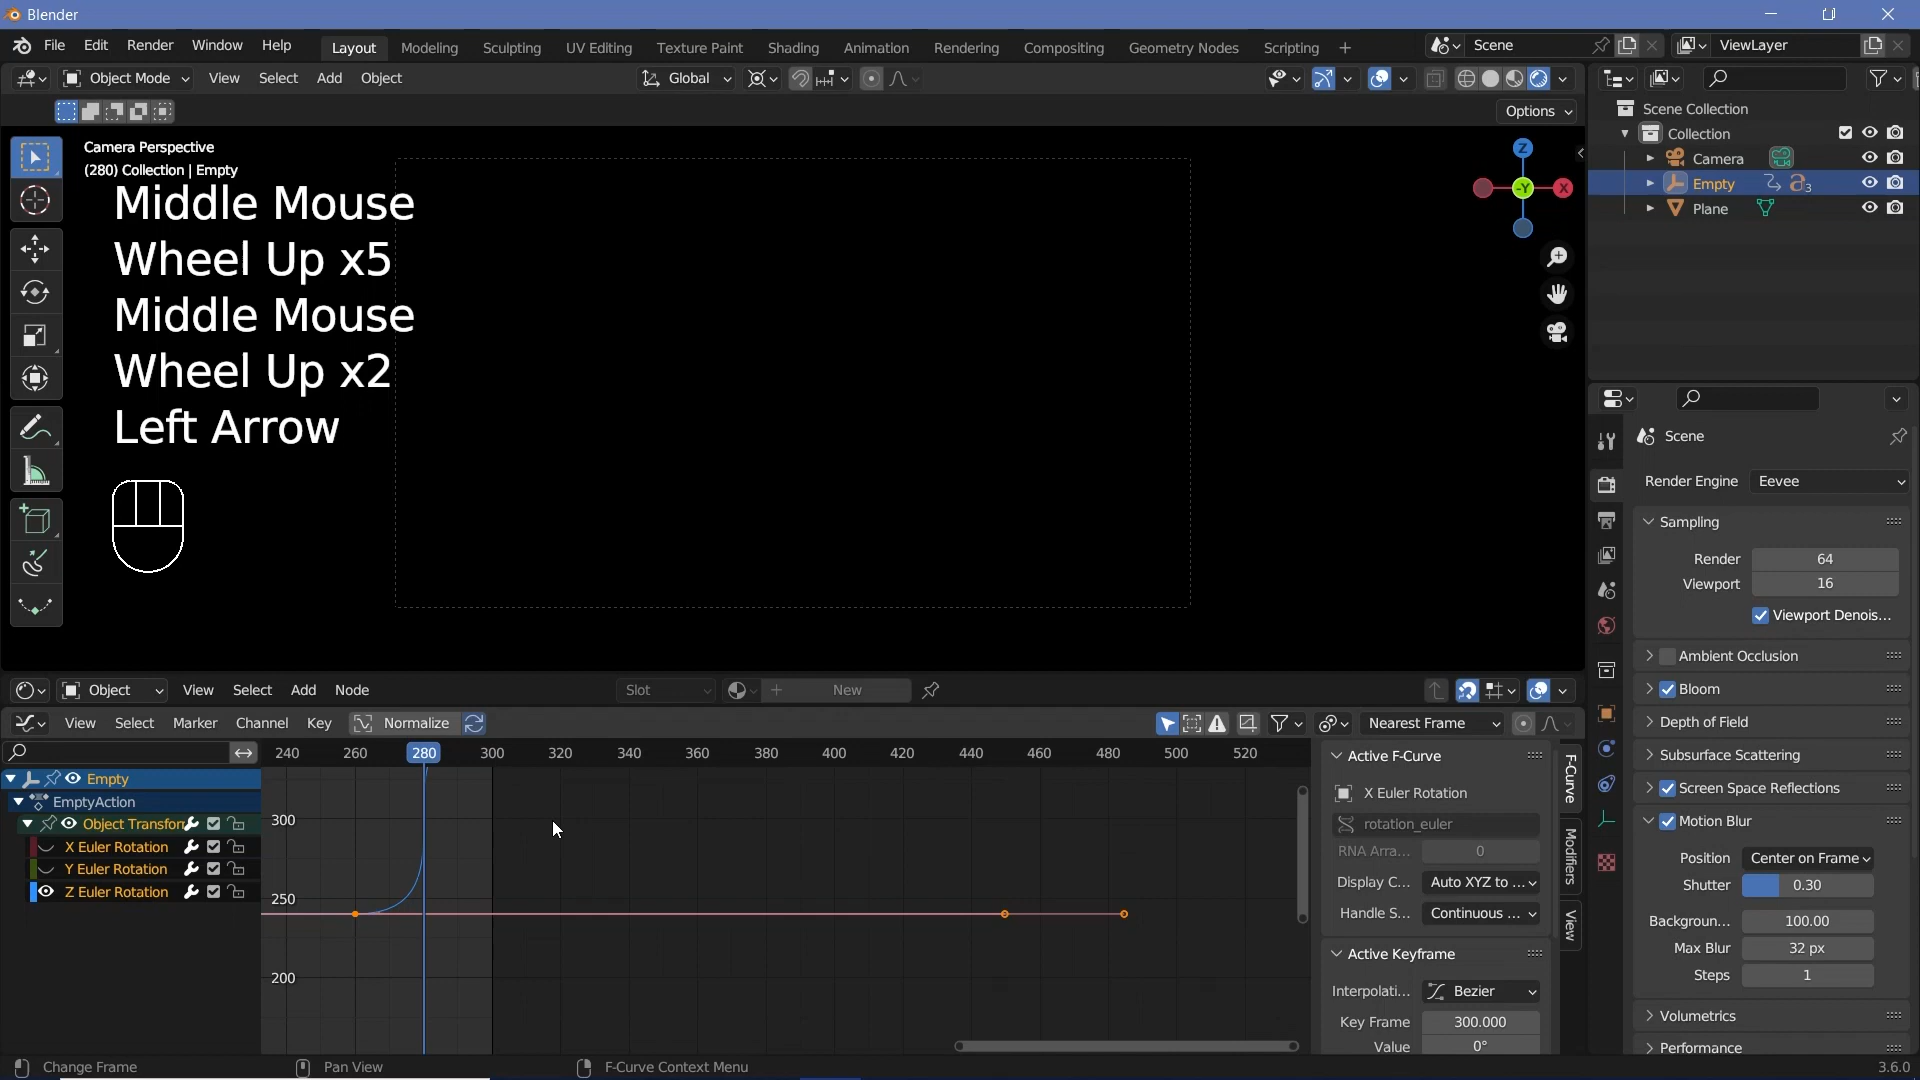 Blender
File Edit Render Window Help Layout Modeling Sculpting UV Editing Texture Paint Shading Animation Rendering Compositing Geometry Nodes Scripting + Scene ViewLayer
Object Mode View Select Add Object Global
Options
Camera Perspective
(280) Collection | Empty
Middle Mouse
Wheel Up x5
Middle Mouse
Wheel Up x2
Left Arrow
Z
-Y X
Scene Collection
Collection
Camera
Empty 3
Plane
Scene
Render Engine Eevee
Sampling
Render 64
Viewport 16
Viewport Denois...
Ambient Occlusion
Bloom
Depth of Field
Subsurface Scattering
Screen Space Reflections
Motion Blur
Position Center on Frame
Shutter 0.30
Backgroun... 100.00
Max Blur 32 px
Steps 1
Volumetrics
Performance
Object View Select Add Node Slot New
View Select Marker Channel Key Normalize Nearest Frame
240 260 280 300 320 340 360 380 400 420 440 460 480 500 520
Empty
EmptyAction
Object Transfor
X Euler Rotation
Y Euler Rotation
Z Euler Rotation
300
250
200
Active F-Curve
X Euler Rotation
rotation_euler
RNA Arra... 0
Display C... Auto XYZ to ...
Handle S... Continuous ...
Active Keyframe
Interpolati... Bezier
Key Frame 300.000
Value 0°
F-Curve
Modifiers
View
Change Frame Pan View F-Curve Context Menu 3.6.0